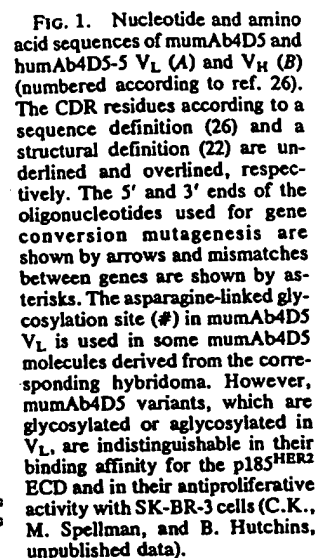 FIG. 1. Nucleotide and amino
acid sequences of mumAb4D5 and
humAb4D5-5 VL (A) and VH (B)
(numbered according to ref. 26).
The CDR residues according to a
sequence definition (26) and a
structural definition (22) are un-
derlined and overlined, respec-
tively. The 5' and 3' ends of the
oligonucleotides used for gene
conversion mutagenesis are
shown by arrows and mismatches
between genes are shown by as-
terisks. The asparagine-linked gly-
cosylation site (#) in mumAb4D5
VL is used in some mumAb4D5
molecules derived from the corre-
sponding hybridoma. However,
mumAb4D5 variants, which are
glycosylated or aglycosylated in
VL, are indistinguishable in their
binding affinity for the p185HER2
ECD and in their antiproliferative
activity with SK-BR-3 cells (C.K.,
M. Spellman, and B. Hutchins,
unpublished data).